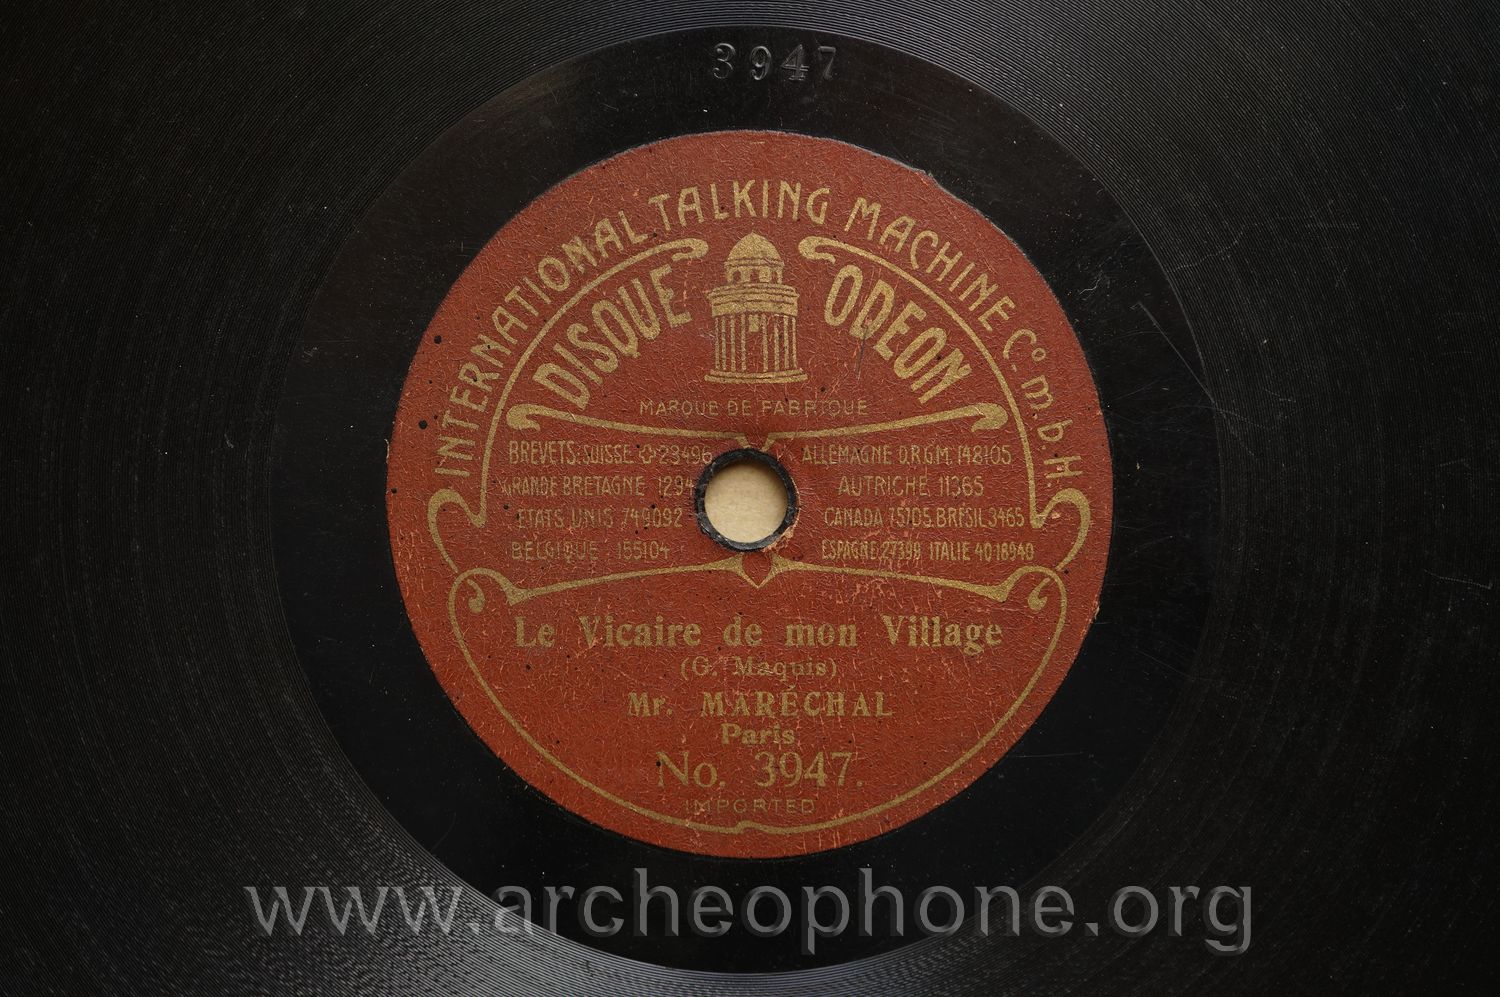 3947
INTERNATIONAL TALKING MACHINE Co. m. b. H.
DISQUE ODEON
MARQUE DE FABRIQUE
BREVETS: SUISSE 23496
GRANDE BRETAGNE 1294
ETATS UNIS 749092
BELGIQUE 155104
ALLEMAGNE D.R.G.M. 148105
AUTRICHE 11365
CANADA 75705. BRESIL 3465
ESPAGNE 27399 ITALIE 40 18940
Le Vicaire de mon Village
(G. Maquis)
Mr. MARÉCHAL
Paris
No. 3947.
IMPORTED
www.archeophone.org